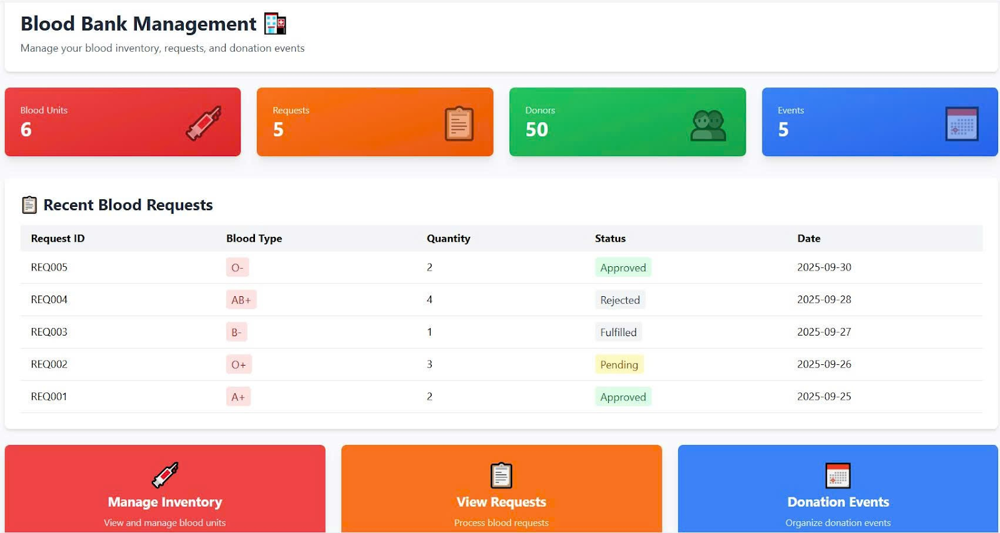 Blood Bank Management
Manage your blood inventory, requests, and donation events
Blood Units
6
Requests
5
Donors
50
Events
5
Recent Blood Requests
Request ID Blood Type Quantity Status Date
REQ005 O- 2 Approved 2025-09-30
REQ004 AB+ 4 Rejected 2025-09-28
REQ003 B- 1 Fulfilled 2025-09-27
REQ002 O+ 3 Pending 2025-09-26
REQ001 A+ 2 Approved 2025-09-25
Manage Inventory
View and manage blood units
View Requests
Process blood requests
Donation Events
Organize donation events